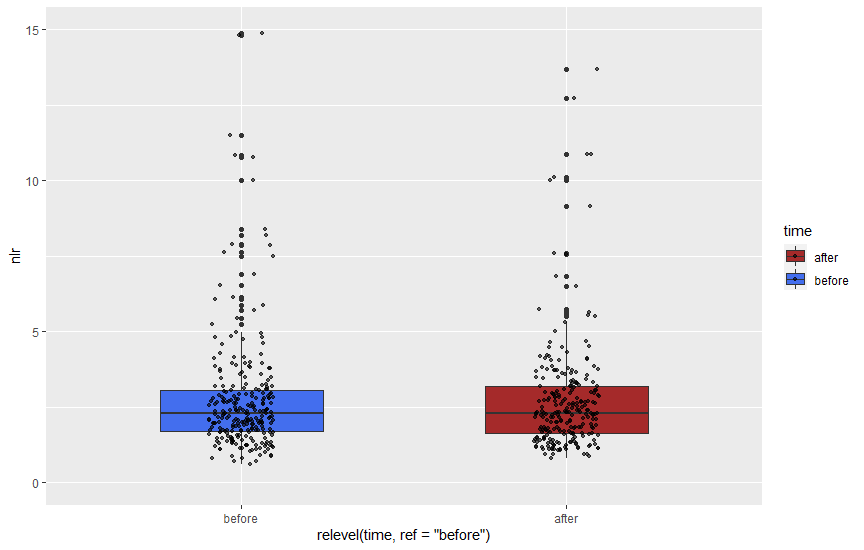 15
10
5
0
nlr
before
after
relevel(time, ref = "before")
time
after
before